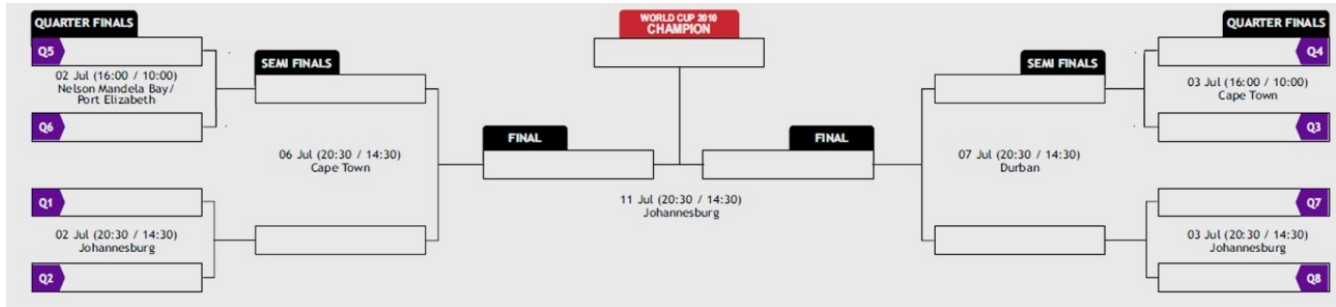 QUARTER FINALS
Q5
02 Jul (16:00 / 10:00)
Nelson Mandela Bay/
Port Elizabeth
Q6
Q1
02 Jul (20:30 / 14:30)
Johannesburg
Q2
SEMI FINALS
06 Jul (20:30 / 14:30)
Cape Town
FINAL
WORLD CUP 2010
CHAMPION
11 Jul (20:30 / 14:30)
Johannesburg
FINAL
SEMI FINALS
07 Jul (20:30 / 14:30)
Durban
QUARTER FINALS
Q4
03 Jul (16:00 / 10:00)
Cape Town
Q3
Q7
03 Jul (20:30 / 14:30)
Johannesburg
Q8